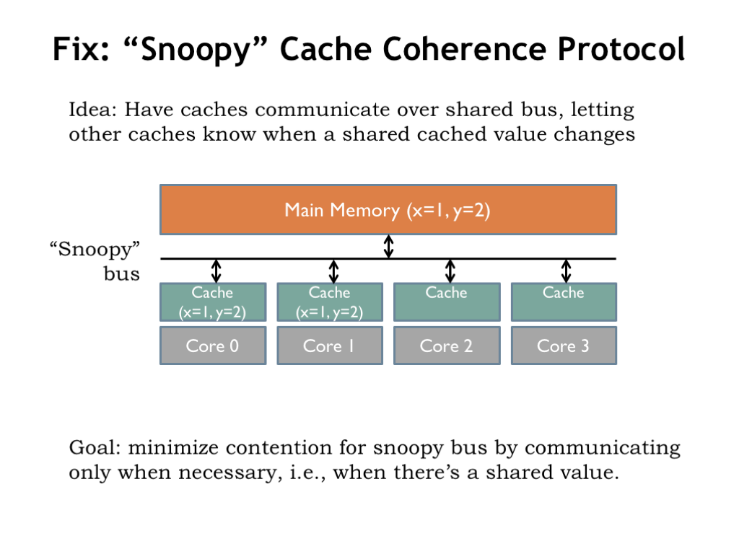 Fix: “Snoopy” Cache Coherence Protocol
Idea: Have caches communicate over shared bus, letting
other caches know when a shared cached value changes
Main Memory (x=1, y=2)
“Snoopy”
bus
Cache
(x=1, y=2)
Cache
(x=1, y=2)
Cache
Cache
Core 0
Core 1
Core 2
Core 3
Goal: minimize contention for snoopy bus by communicating
only when necessary, i.e., when there’s a shared value.